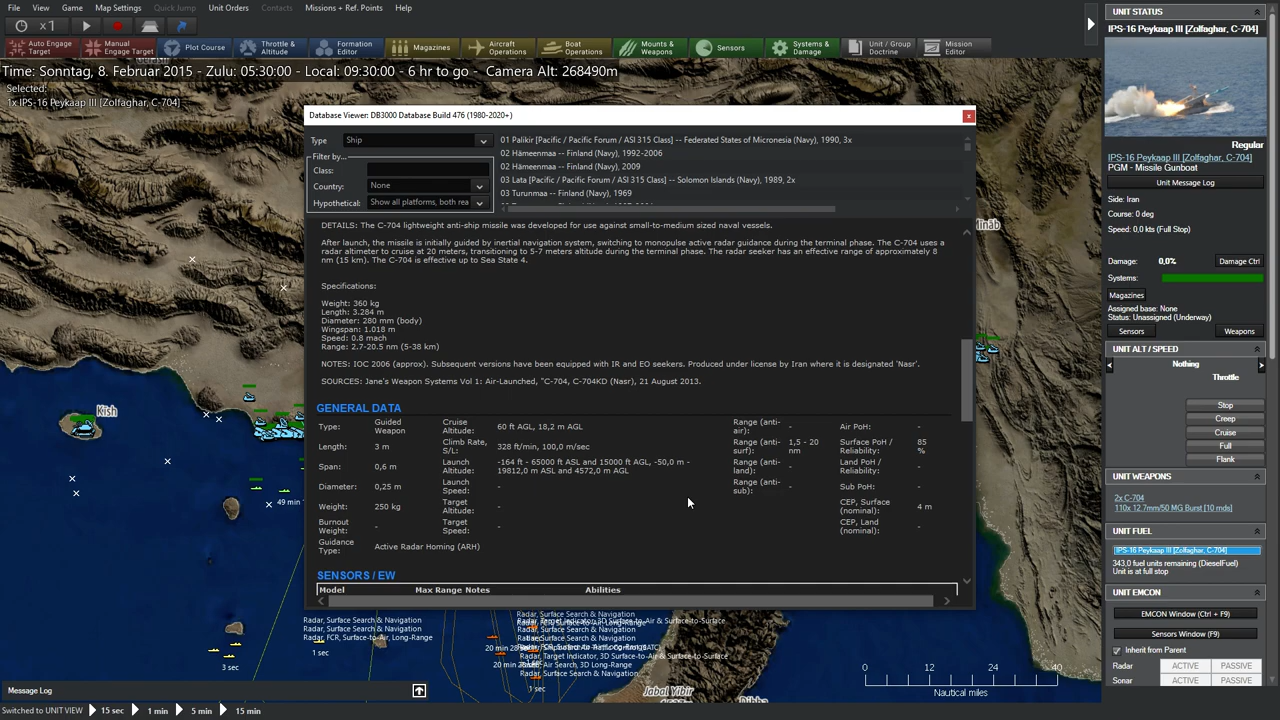 File View Game Map Settings Quick Jump Unit Orders Contacts Missions + Ref. Points Help
×1
Auto Engage Target
Manual Engage Target
Plot Course
Throttle & Altitude
Formation Editor
Magazines
Aircraft Operations
Boat Operations
Mounts & Weapons
Sensors
Systems & Damage
Unit / Group Doctrine
Mission Editor
Time: Sonntag, 8. Februar 2015 - Zulu: 05:30:00 - Local: 09:30:00 - 6 hr to go - Camera Alt: 268490m
Selected:
1x IPS-16 Peykaap III [Zolfaghar, C-704]
Kish
49 min
3 sec
Radar, Surface Search & Navigation
Radar, Surface Search & Navigation
Radar, FCR, Surface-to-Air, Long-Range
1 sec
Database Viewer: DB3000 Database Build 476 (1980-2020+)
x
Type Ship
Filter by...
Class:
Country: None
Hypothetical: Show all platforms, both rea
01 Palikir [Pacific / Pacific Forum / ASI 315 Class] -- Federated States of Micronesia (Navy), 1990, 3x
02 Hämeenmaa -- Finland (Navy), 1992-2006
02 Hämeenmaa -- Finland (Navy), 2009
03 Lata [Pacific / Pacific Forum / ASI 315 Class] -- Solomon Islands (Navy), 1989, 2x
03 Turunmaa -- Finland (Navy), 1969
DETAILS: The C-704 lightweight anti-ship missile was developed for use against small-to-medium sized naval vessels.
After launch, the missile is initially guided by inertial navigation system, switching to monopulse active radar guidance during the terminal phase. The C-704 uses a
radar altimeter to cruise at 20 meters, transitioning to 5-7 meters altitude during the terminal phase. The radar seeker has an effective range of approximately 8
nm (15 km). The C-704 is effective up to Sea State 4.
Specifications:
Weight: 360 kg
Length: 3.284 m
Diameter: 280 mm (body)
Wingspan: 1.018 m
Speed: 0.8 mach
Range: 2.7-20.5 nm (5-38 km)
NOTES: IOC 2006 (approx). Subsequent versions have been equipped with IR and EO seekers. Produced under license by Iran where it is designated 'Nasr'.
SOURCES: Jane's Weapon Systems Vol 1: Air-Launched, "C-704, C-704KD (Nasr), 21 August 2013.
GENERAL DATA
Type: Guided Weapon Cruise Altitude: 60 ft AGL, 18,2 m AGL Range (anti-air): - Air PoH: -
Length: 3 m Climb Rate, S/L: 328 ft/min, 100,0 m/sec Range (anti-surf): 1,5 - 20 nm Surface PoH / Reliability: 85 %
Span: 0,6 m Launch Altitude: -164 ft - 65000 ft ASL and 15000 ft AGL, -50,0 m - 19812,0 m ASL and 4572,0 m AGL Range (anti-land): - Land PoH / Reliability: -
Diameter: 0,25 m Launch Speed: - Range (anti-sub): - Sub PoH: -
Weight: 250 kg Target Altitude: - CEP, Surface (nominal): 4 m
Burnout Weight: - Target Speed: - CEP, Land (nominal): -
Guidance Type: Active Radar Homing (ARH)
SENSORS / EW
Model Max Range Notes Abilities
Radar, Surface Search & Navigation
Radar, Surface Search & Navigation
Radar, Target Indicator, 3D Surface-to-Air & Surface-to-Surface
Radar, Air Search, 3D Long-Range
Radar, Surface Search & Navigation
1 sec
Jabal Yibir
Dibba
0 12 24 40
Nautical miles
Message Log
Switched to UNIT VIEW 15 sec 1 min 5 min 15 min
UNIT STATUS
IPS-16 Peykaap III [Zolfaghar, C-704]
Regular
IPS-16 Peykaap III [Zolfaghar, C-704]
PGM - Missile Gunboat
Unit Message Log
Side: Iran
Course: 0 deg
Speed: 0,0 kts (Full Stop)
Damage: 0,0% Damage Ctrl
Systems:
Magazines
Assigned base: None
Status: Unassigned (Underway)
Sensors Weapons
UNIT ALT / SPEED
Nothing
Throttle
Stop
Creep
Cruise
Full
Flank
UNIT WEAPONS
2x C-704
110x 12.7mm/50 MG Burst [10 rnds]
UNIT FUEL
IPS-16 Peykaap III [Zolfaghar, C-704]
343,0 fuel units remaining (DieselFuel)
Unit is at full stop
UNIT EMCON
EMCON Window (Ctrl + F9)
Sensors Window (F9)
Inherit from Parent
Radar ACTIVE PASSIVE
Sonar ACTIVE PASSIVE